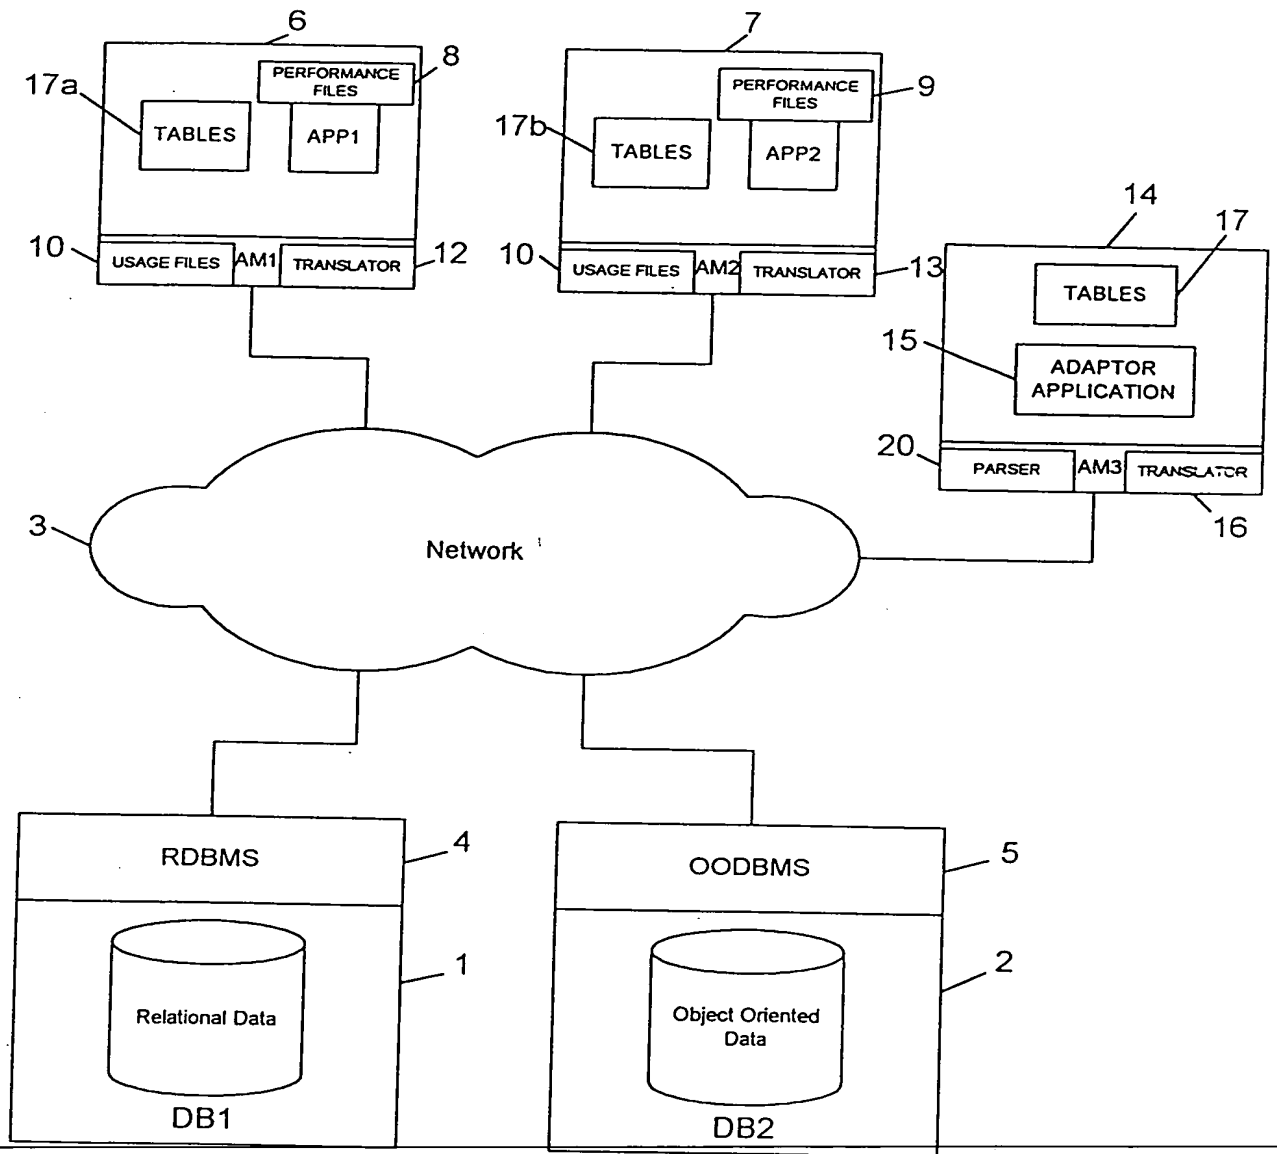 6
7
8
PERFORMANCE
FILES
17a
TABLES
APP1
9
PERFORMANCE
FILES
17b
TABLES
APP2
10
USAGE FILES
AM1
TRANSLATOR
12
10
USAGE FILES
AM2
TRANSLATOR
13
14
17
TABLES
15
ADAPTOR
APPLICATION
20
PARSER
AM3
TRANSLATOR
16
3
Network
RDBMS
4
OODBMS
5
1
2
Relational Data
Object Oriented
Data
DB1
DB2